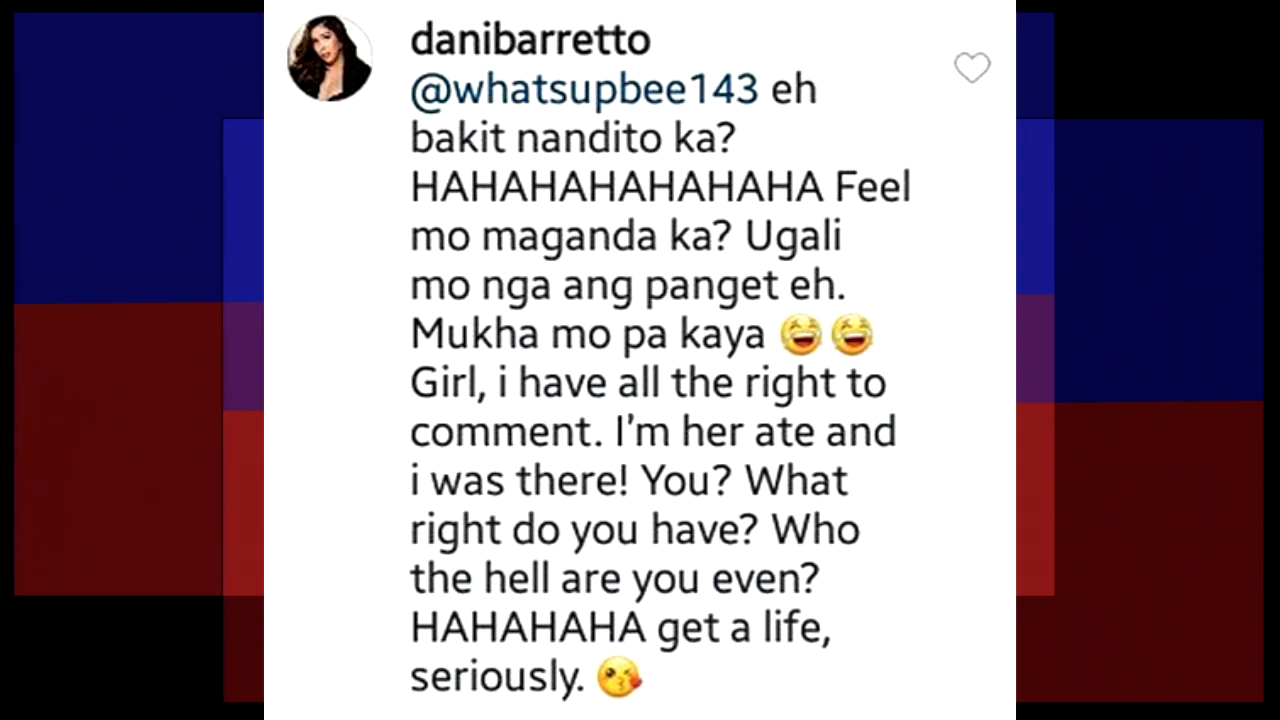 danibarretto
@whatsupbee143 eh
bakit nandito ka?
HAHAHAHAHAHAHA Feel
mo maganda ka? Ugali
mo nga ang panget eh.
Mukha mo pa kaya 😆😆
Girl, i have all the right to
comment. I'm her ate and
i was there! You? What
right do you have? Who
the hell are you even?
HAHAHAHA get a life,
seriously. 😘